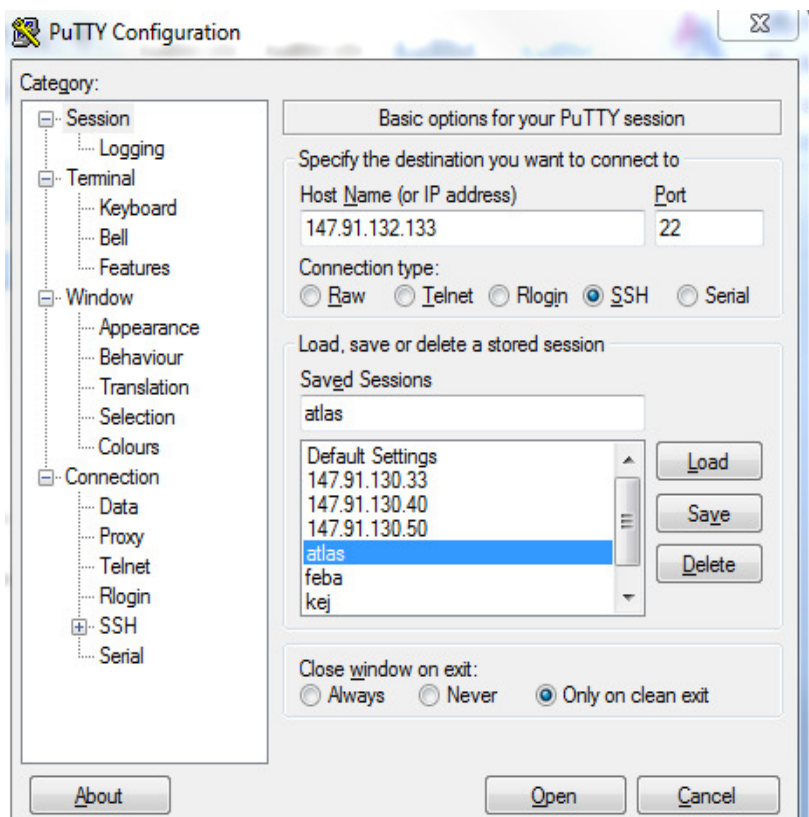 PuTTY Configuration
Category:
Session
Logging
Terminal
Keyboard
Bell
Features
Window
Appearance
Behaviour
Translation
Selection
Colours
Connection
Data
Proxy
Telnet
Rlogin
SSH
Serial
Basic options for your PuTTY session
Specify the destination you want to connect to
Host Name (or IP address) Port
147.91.132.133 22
Connection type:
Raw Telnet Rlogin SSH Serial
Load, save or delete a stored session
Saved Sessions
atlas
Default Settings
147.91.130.33
147.91.130.40
147.91.130.50
atlas
feba
kej
Load
Save
Delete
Close window on exit:
Always Never Only on clean exit
About Open Cancel